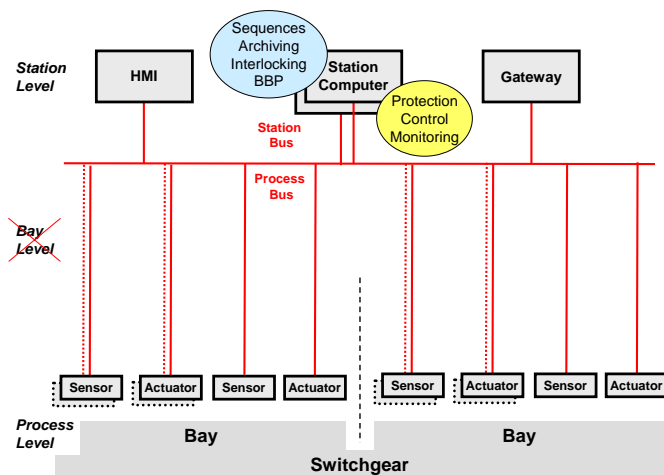 Sequences
Archiving
Interlocking
BBP
Station
Level
HMI
Station
Computer
Gateway
Protection
Control
Monitoring
Station
Bus
Process
Bus
Bay
Level
Sensor
Actuator
Sensor
Actuator
Sensor
Actuator
Sensor
Actuator
Process
Level
Bay
Bay
Switchgear